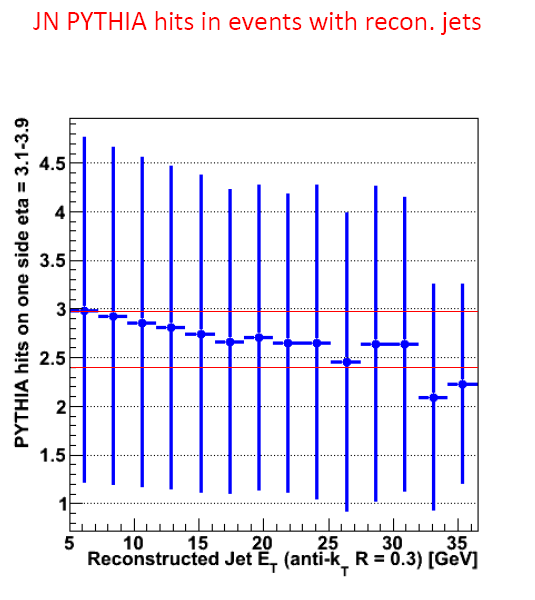 JN PYTHIA hits in events with recon. jets
PYTHIA hits on one side eta = 3.1-3.9
4.5
4
3.5
3
2.5
2
1.5
1
5 10 15 20 25 30 35
Reconstructed Jet E_T (anti-k_T R = 0.3) [GeV]